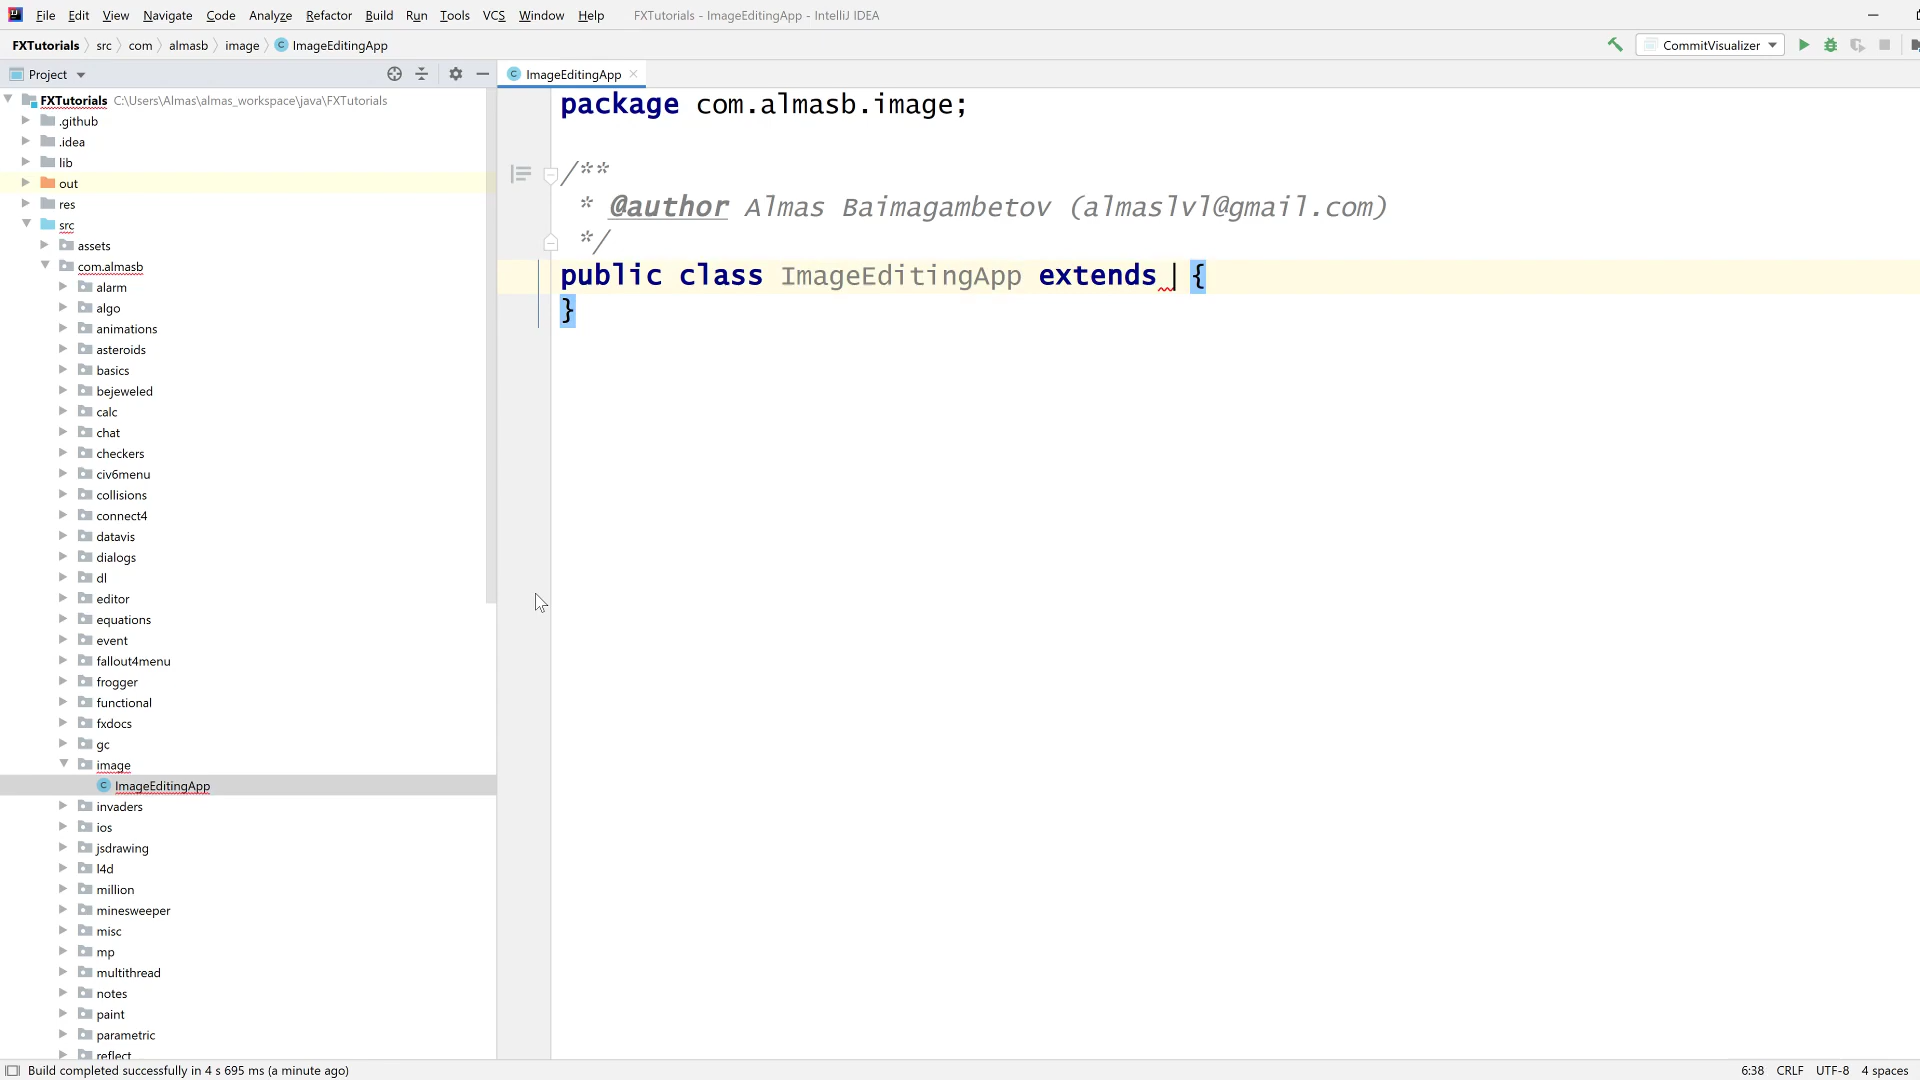 File Edit View Navigate Code Analyze Refactor Build Run Tools VCS Window Help FXTutorials - ImageEditingApp - IntelliJ IDEA
FXTutorials src com almasb image ImageEditingApp CommitVisualizer
Project ImageEditingApp
FXTutorials C:\Users\Almas\almas_workspace\java\FXTutorials
.github
.idea
lib
out
res
src
assets
com.almasb
alarm
algo
animations
asteroids
basics
bejeweled
calc
chat
checkers
civ6menu
collisions
connect4
datavis
dialogs
dl
editor
equations
event
fallout4menu
frogger
functional
fxdocs
gc
image
ImageEditingApp
invaders
ios
jsdrawing
l4d
million
minesweeper
misc
mp
multithread
notes
paint
parametric
reflect
package com.almasb.image;
/**
* @author Almas Baimagambetov (almaslvl@gmail.com)
*/
public class ImageEditingApp extends {
}
Build completed successfully in 4 s 695 ms (a minute ago) 6:38 CRLF UTF-8 4 spaces